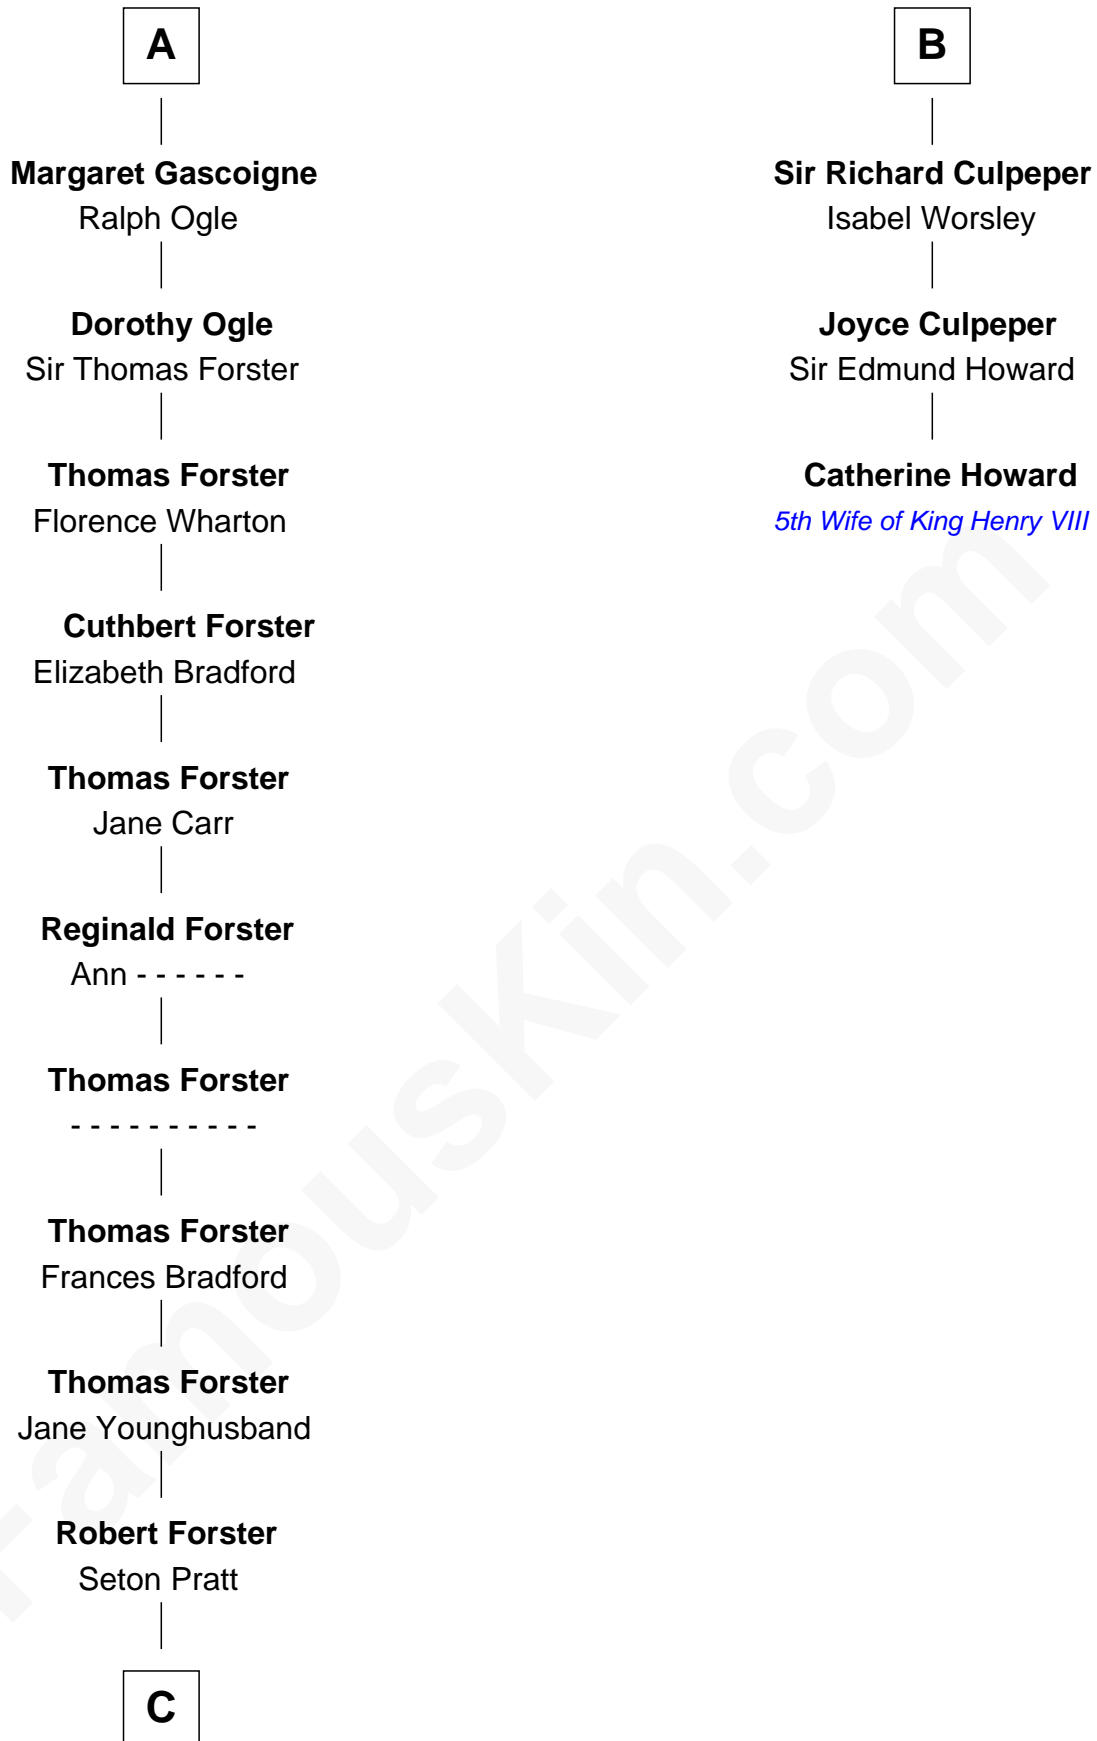 A
Margaret Gascoigne
Ralph Ogle
Dorothy Ogle
Sir Thomas Forster
Thomas Forster
Florence Wharton
Cuthbert Forster
Elizabeth Bradford
Thomas Forster
Jane Carr
Reginald Forster
Ann - - - - - -
Thomas Forster
- - - - - - - - - -
Thomas Forster
Frances Bradford
Thomas Forster
Jane Younghusband
Robert Forster
Seton Pratt
C
B
Sir Richard Culpeper
Isabel Worsley
Joyce Culpeper
Sir Edmund Howard
Catherine Howard
5th Wife of King Henry VIII
FamousKin.com